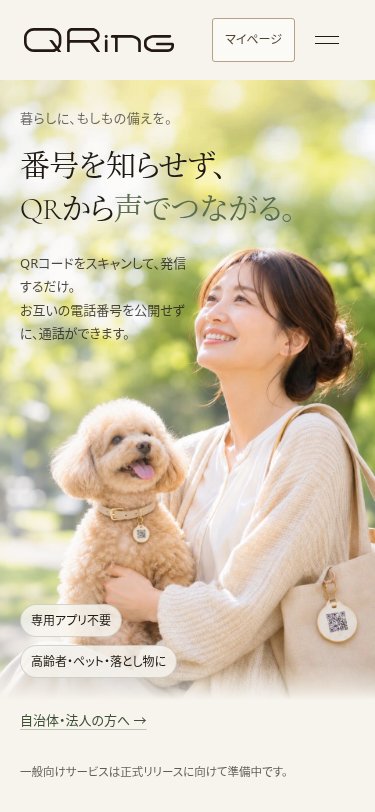 QRing
マイページ
暮らしに、もしもの備えを。
番号を知らせず、
QRから声でつながる。
QRコードをスキャンして、発信
するだけ。
お互いの電話番号を公開せず
に、通話ができます。
専用アプリ不要
高齢者・ペット・落とし物に
自治体・法人の方へ →
一般向けサービスは正式リリースに向けて準備中です。